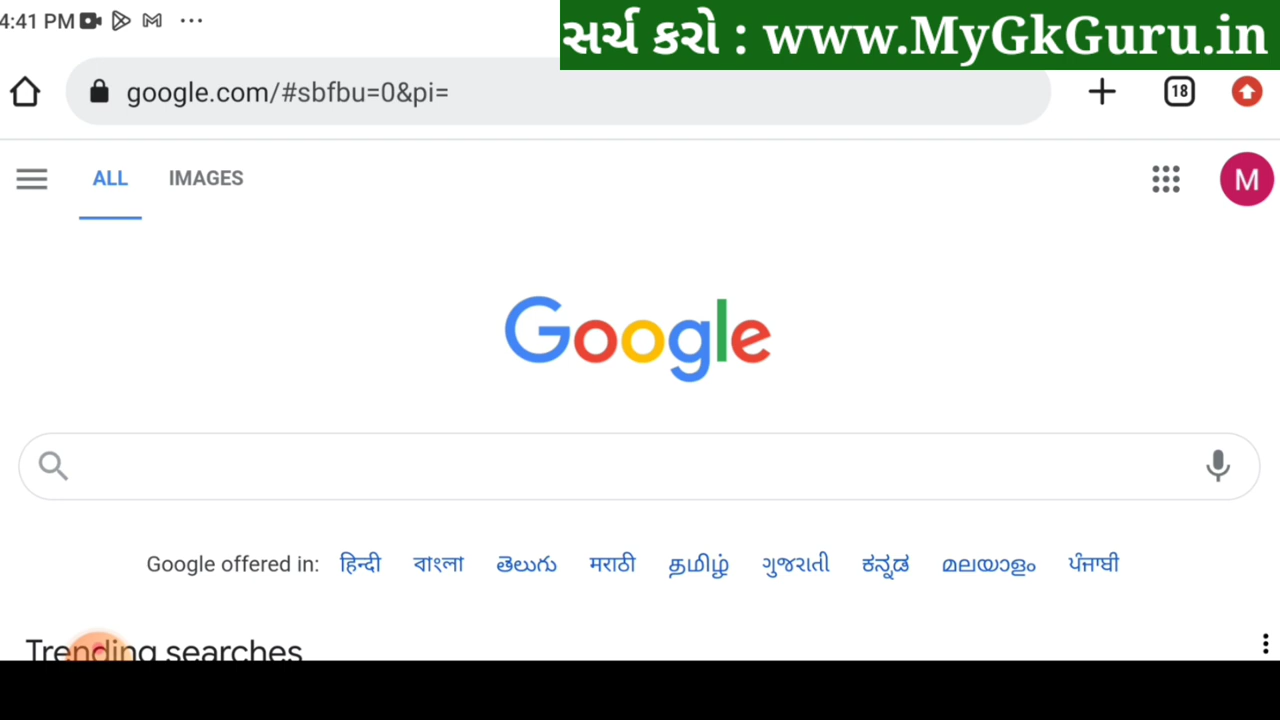 4:41 PM
સર્ચ કરો : www.MyGkGuru.in
google.com/#sbfbu=0&pi=
18
ALL IMAGES
M
Google
Google offered in: हिन्दी বাংলা తెలుగు मराठी தமிழ் ગુજરાતી ಕನ್ನಡ മലയാളം ਪੰਜਾਬੀ
Trending searches